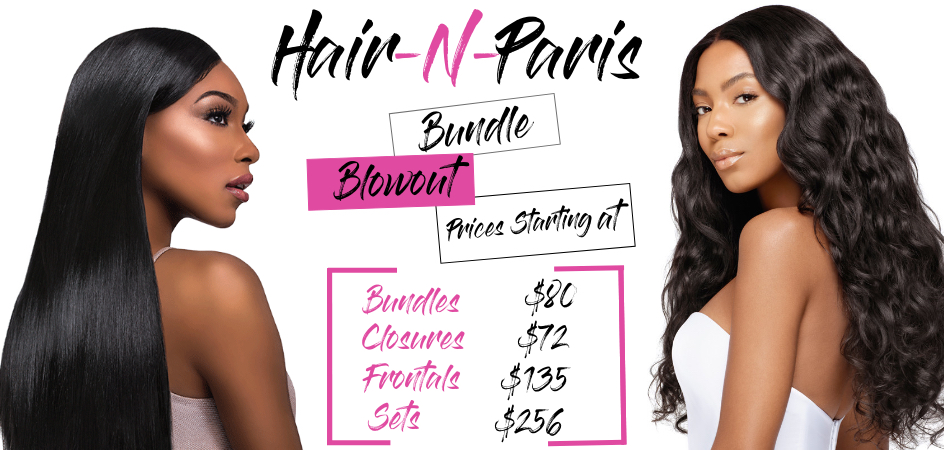 Hair-N-Paris
Bundle
Blowout
Prices Starting at
Bundles $80
Closures $72
Frontals $135
Sets $256